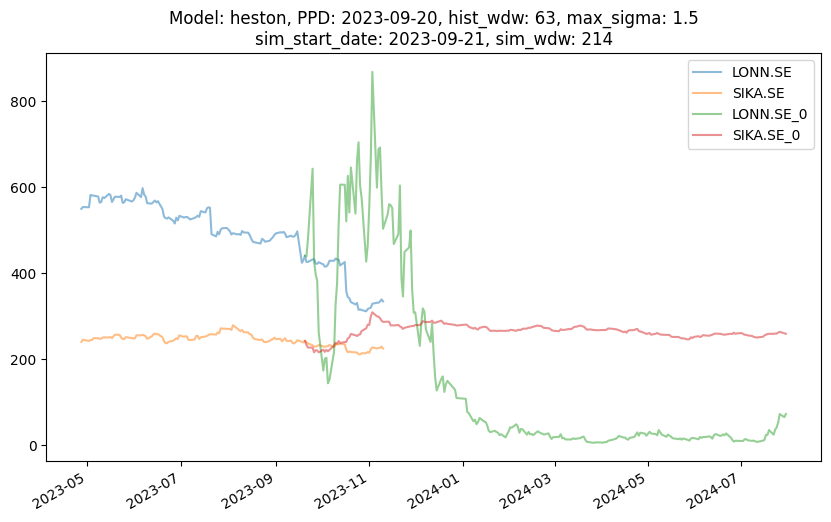 Model: heston, PPD: 2023-09-20, hist_wdw: 63, max_sigma: 1.5
sim_start_date: 2023-09-21, sim_wdw: 214
LONN.SE
SIKA.SE
LONN.SE_0
SIKA.SE_0
800
600
400
200
0
2023-05
2023-07
2023-09
2023-11
2024-01
2024-03
2024-05
2024-07